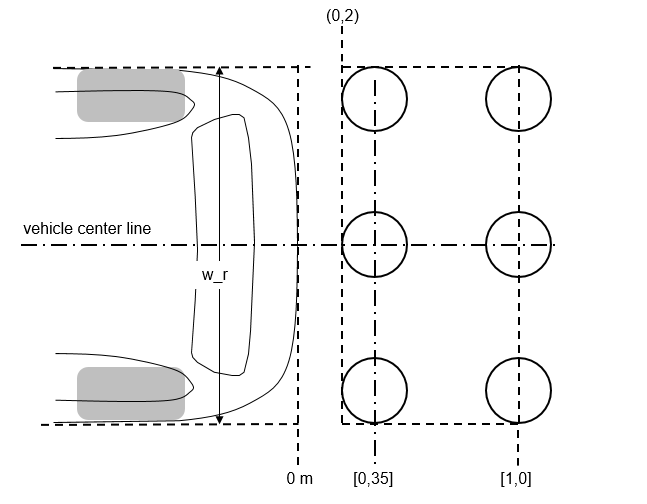 (0,2)
vehicle center line
w_r
0 m
[0,35]
[1,0]